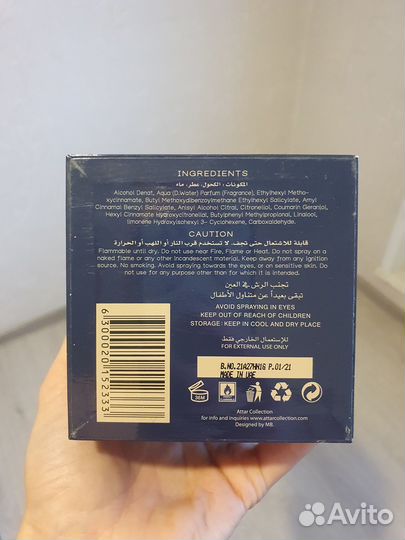 INGREDIENTS
المكونات : الكحول، عطر، ماء
Alcohol Denat, Aqua (D.Water) Parfum (Fragrance), Ethylhexyl Metho-
xycinnamate, Butyl Methoxydibenzoylmethane Ethylhexyl Salicylate, Amyl
Cinnamal Benzyl Salicylate, Anisyl Alcohol Citral, Citronellol, Coumarin Geraniol,
Hexyl Cinnamate Hydroxycitronellal, Butylphenyl Methylpropional, Linalool,
limonene Hydroxyisohexyl 3- Cyclohexene, Carboxaldehyde.
CAUTION
قابلة للاشتعال حتى تجف. لا تستخدم قرب النار أو اللهب أو الحرارة
Flammable until dry. Do not use near Fire, Flame or Heat. Do not spray on a
naked flame or any other incandescent material. Keep away from any ignition
source. No smoking. Avoid spraying towards the eyes, or on sensitive skin. Do
not use for any purpose other than for which it is intended.
تجنب الرش في العين
تبقى بعيداً عن متناول الأطفال
AVOID SPRAYING IN EYES
KEEP OUT OF REACH OF CHILDREN
STORAGE: KEEP IN COOL AND DRY PLACE
للإستعمال الخارجي فقط
FOR EXTERNAL USE ONLY
B.NO.21A27HN16 P.01/21
MADE IN UAE
6300020152333
36M
Attar Collection
for info and inquiries www.attarcollection.com
Designed by MB.
Avito